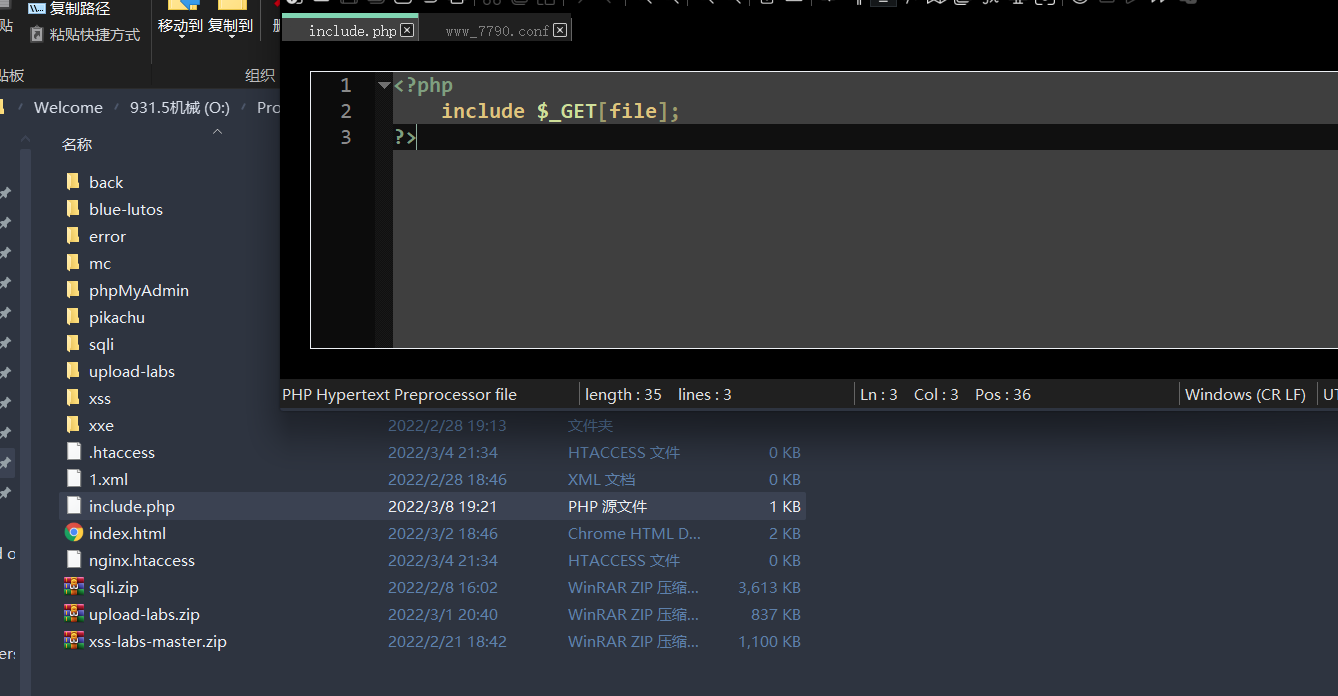 复制路径
贴
粘贴快捷方式
移动到 复制到
贴板
组织
include.php
www_7790.conf
Welcome
931.5机械 (O:)
Pro
名称
1 <?php
2 include $_GET[file];
3 ?>
PHP Hypertext Preprocessor file
length : 35 lines : 3
Ln : 3 Col : 3 Pos : 36
Windows (CR LF)
UT
back
blue-lutos
error
mc
phpMyAdmin
pikachu
sqli
upload-labs
xss
xxe 2022/2/28 19:13 文件夹
.htaccess 2022/3/4 21:34 HTACCESS 文件 0 KB
1.xml 2022/2/28 18:46 XML 文档 0 KB
include.php 2022/3/8 19:21 PHP 源文件 1 KB
index.html 2022/3/2 18:46 Chrome HTML D... 2 KB
nginx.htaccess 2022/3/4 21:34 HTACCESS 文件 0 KB
sqli.zip 2022/2/8 16:02 WinRAR ZIP 压缩... 3,613 KB
upload-labs.zip 2022/3/1 20:40 WinRAR ZIP 压缩... 837 KB
xss-labs-master.zip 2022/2/21 18:42 WinRAR ZIP 压缩... 1,100 KB